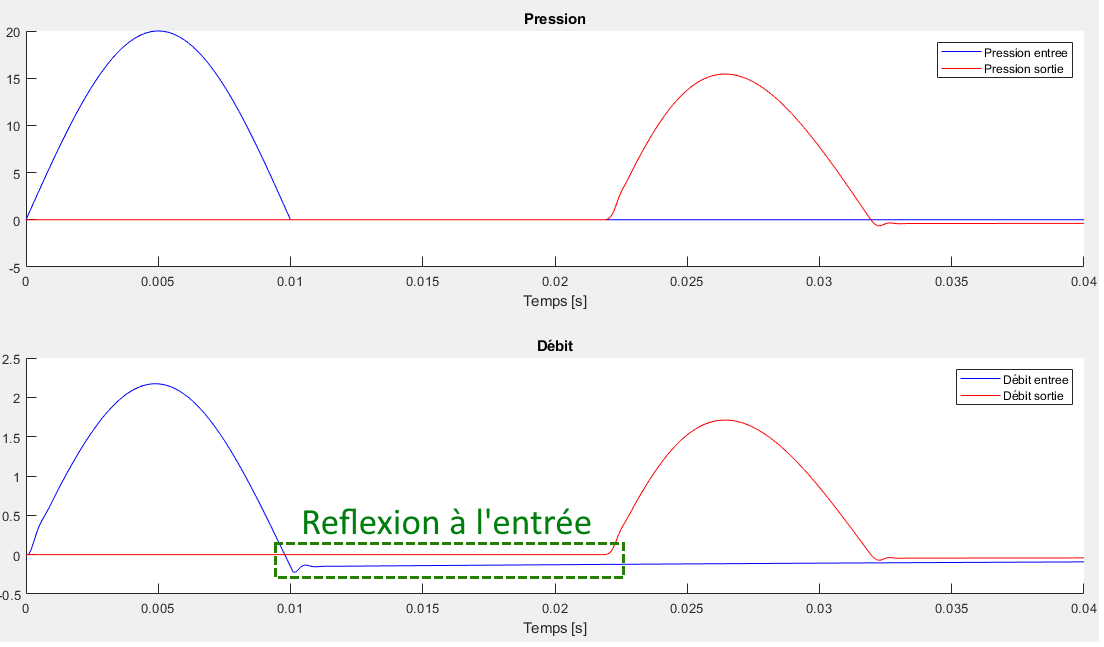 Pression
20
15
10
5
0
-5
Pression entree
Pression sortie
0 0.005 0.01 0.015 0.02 0.025 0.03 0.035 0.04
Temps [s]
Débit
2.5
2
1.5
1
0.5
0
-0.5
Débit entree
Débit sortie
Reflexion à l'entrée
0 0.005 0.01 0.015 0.02 0.025 0.03 0.035 0.04
Temps [s]